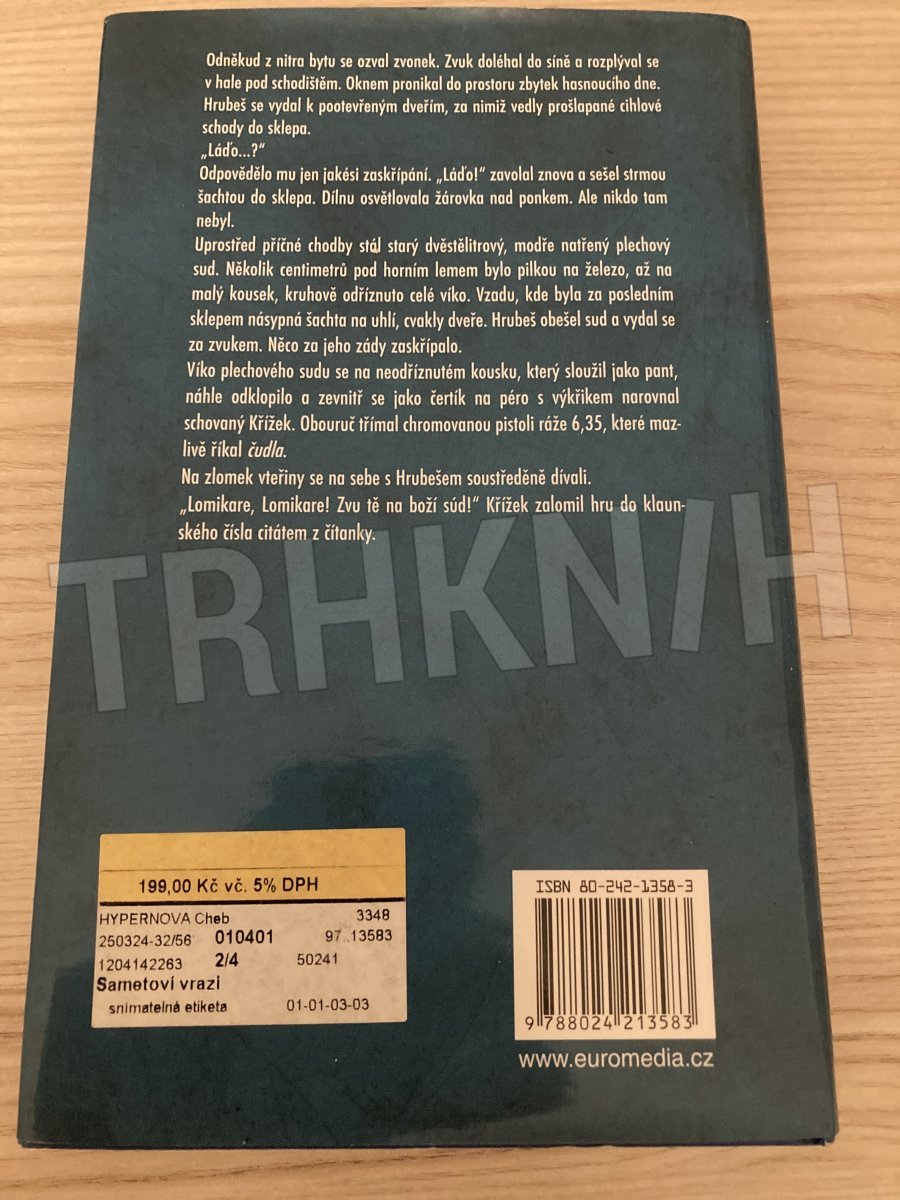 Odněkud z nitra bytu se ozval zvonek. Zvuk doléhal do síně a rozplýval se
v hale pod schodištěm. Oknem pronikal do prostoru zbytek hasnoucího dne.
Hrubeš se vydal k pootevřeným dveřím, za nimiž vedly prošlapané cihlové
schody do sklepa.
„Láďo...?“
Odpovědělo mu jen jakési zaskřípání. „Láďo!“ zavolal znova a sešel strmou
šachtou do sklepa. Dílnu osvětlovala žárovka nad ponkem. Ale nikdo tam
nebyl.
Uprostřed příčné chodby stál starý dvěstělitrový, modře natřený plechový
sud. Několik centimetrů pod horním lemem bylo pilkou na železo, až na
malý kousek, kruhově odříznuto celé víko. Vzadu, kde byla za posledním
sklepem násypná šachta na uhlí, cvakly dveře. Hrubeš obešel sud a vydal se
za zvukem. Něco za jeho zády zaskřípalo.
Víko plechového sudu se na neodříznutém kousku, který sloužil jako pant,
náhle odklopilo a zevnitř se jako čertík na péro s výkřikem narovnal
schovaný Křížek. Obouruč třímal chromovanou pistoli ráže 6,35, které maz-
livě říkal čudla.
Na zlomek vteřiny se na sebe s Hrubešem soustředěně dívali.
„Lomikare, Lomikare! Zvu tě na boží súd!“ Křížek zalomil hru do klaun-
ského čísla citátem z čítanky.
TRHKNIH
199,00 Kč vč. 5% DPH
HYPERNOVA Cheb 3348
250324-32/56 010401 97..13583
1204142263 2/4 50241
Sametoví vrazi
snímatelná etiketa 01-01-03-03
ISBN 80-242-1358-3
9 788024 213583
www.euromedia.cz